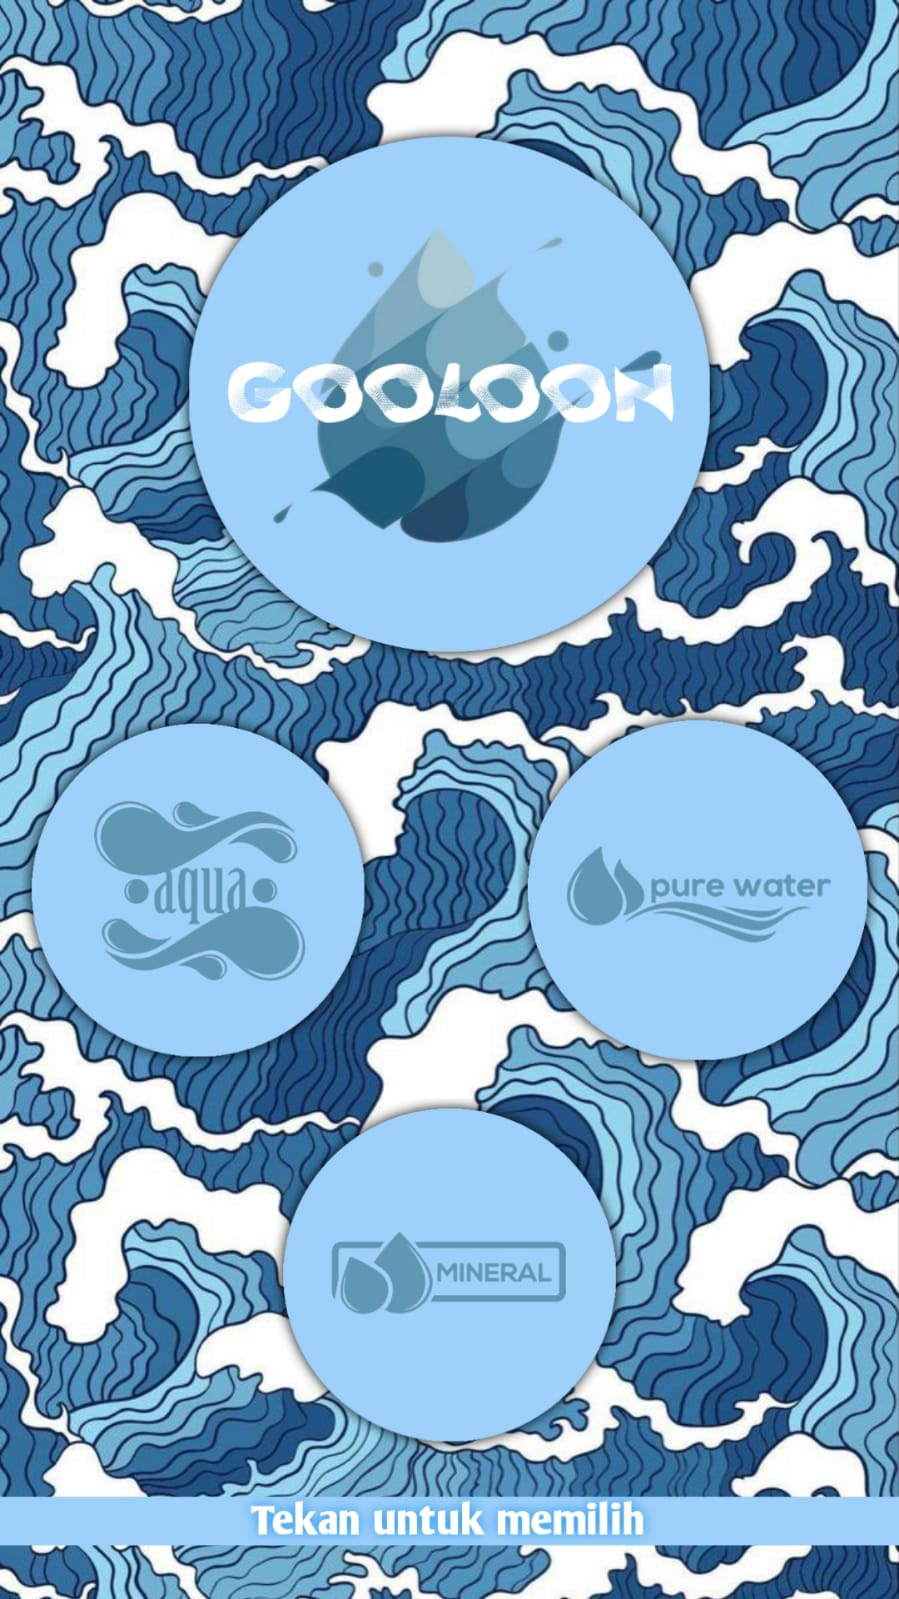 GOOLOON
aqua
pure water
MINERAL
Tekan untuk memilih